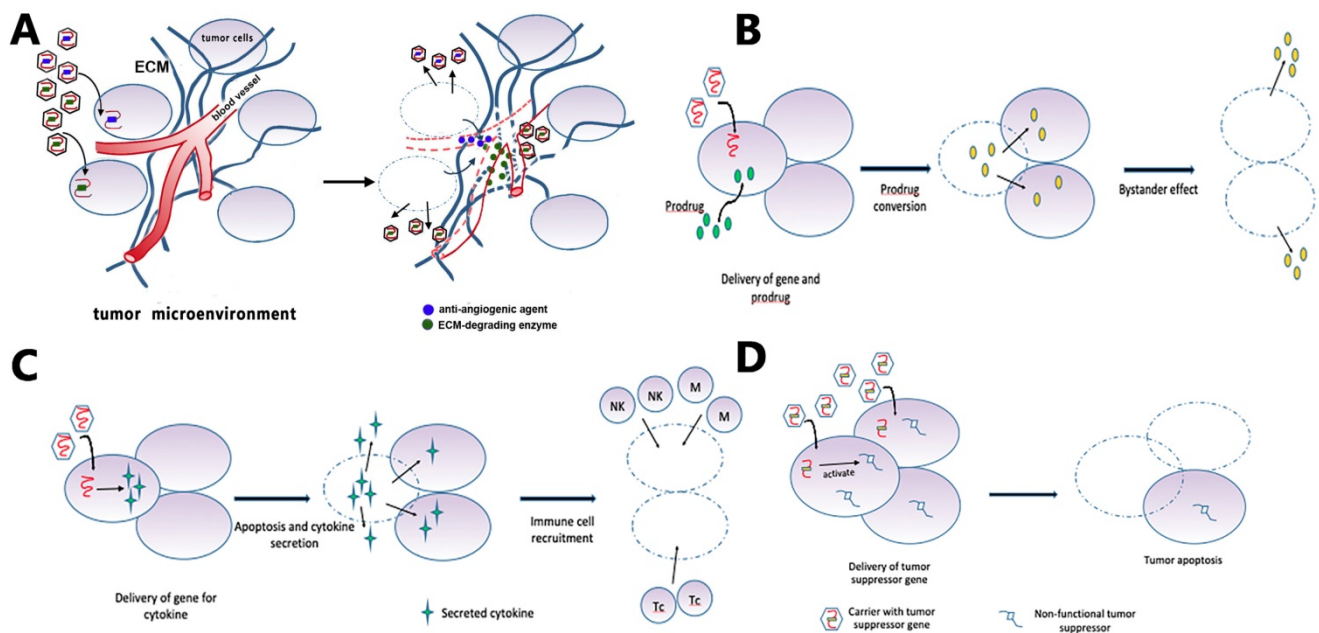 A
tumor cells
ECM
blood vessel
tumor microenvironment
anti-angiogenic agent
ECM-degrading enzyme
B
Prodrug
Delivery of gene and
prodrug
Prodrug
conversion
Bystander effect
C
Delivery of gene for
cytokine
Apoptosis and cytokine
secretion
Secreted cytokine
Immune cell
recruitment
NK
NK
M
M
Tc
Tc
D
activate
Delivery of tumor
suppressor gene
Carrier with tumor
suppressor gene
Non-functional tumor
suppressor
Tumor apoptosis